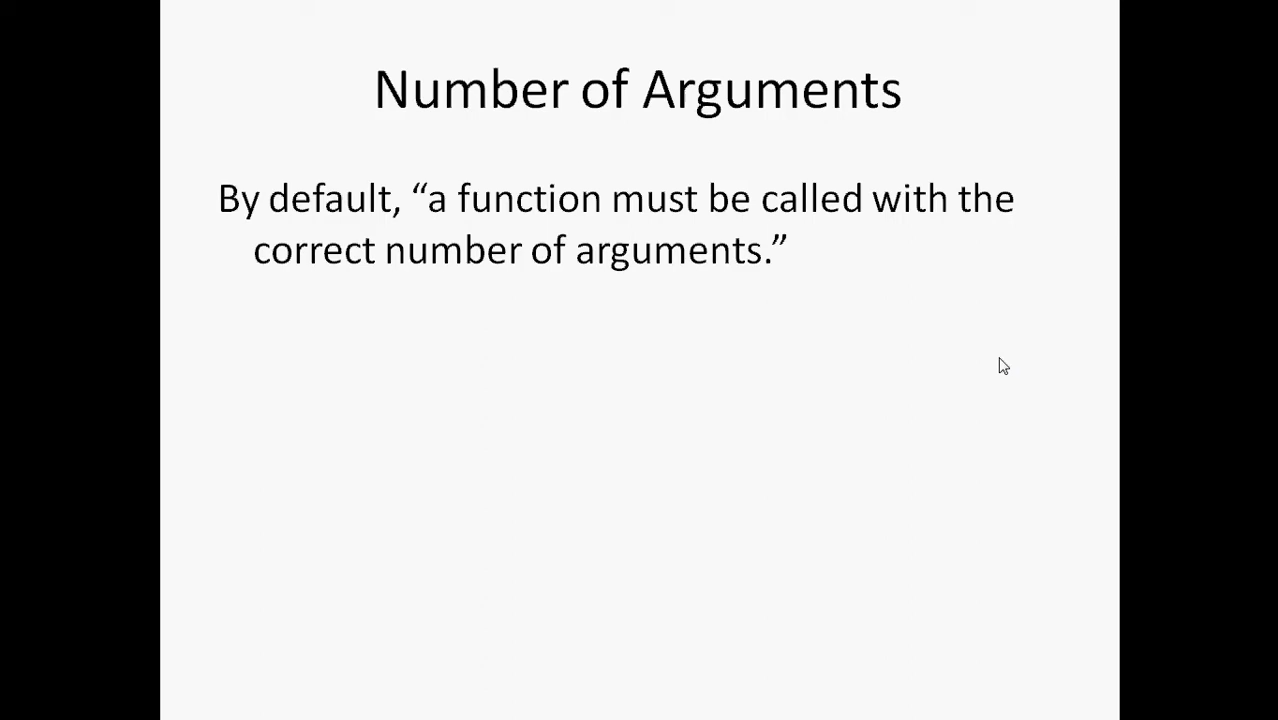 Number of Arguments
By default, “a function must be called with the
correct number of arguments.”